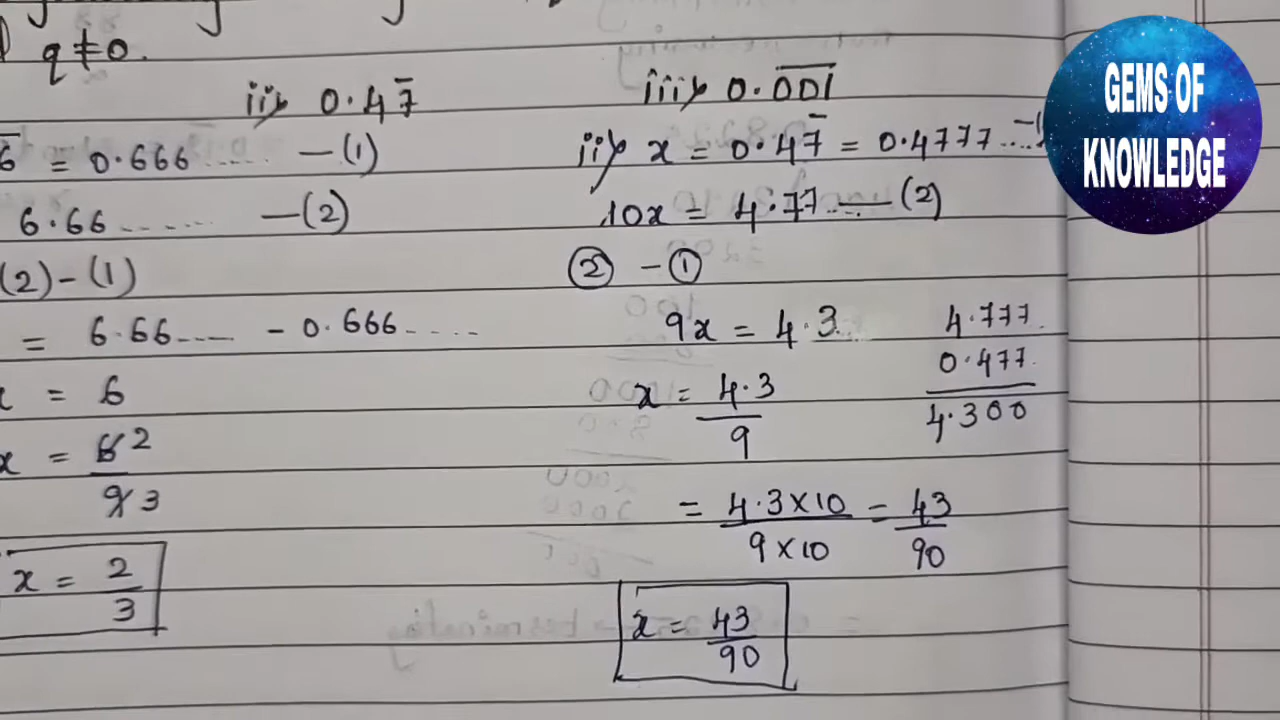 q≠0.
ii) 0.47̅
iii) 0.0̅0̅1̅
6̅ = 0.666 ...... —(1)
6.66 ...... —(2)
(2)-(1)
= 6.66.... - 0.666.....
x = 6
x = 6 2
9 3
x = 2/3
ii) x = 0.47̅ = 0.4777....
10x = 4.77.... —(2)
② - ①
9x = 4.3...
x = 4.3/9
4.777.
0.477.
4.300
= 4.3×10/9×10 = 43/90
x = 43/90
GEMS OF
KNOWLEDGE